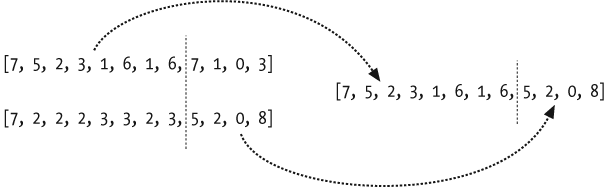 [7, 5, 2, 3, 1, 6, 1, 6, 7, 1, 0, 3]
[7, 2, 2, 2, 3, 3, 2, 3, 5, 2, 0, 8]
[7, 5, 2, 3, 1, 6, 1, 6, 5, 2, 0, 8]